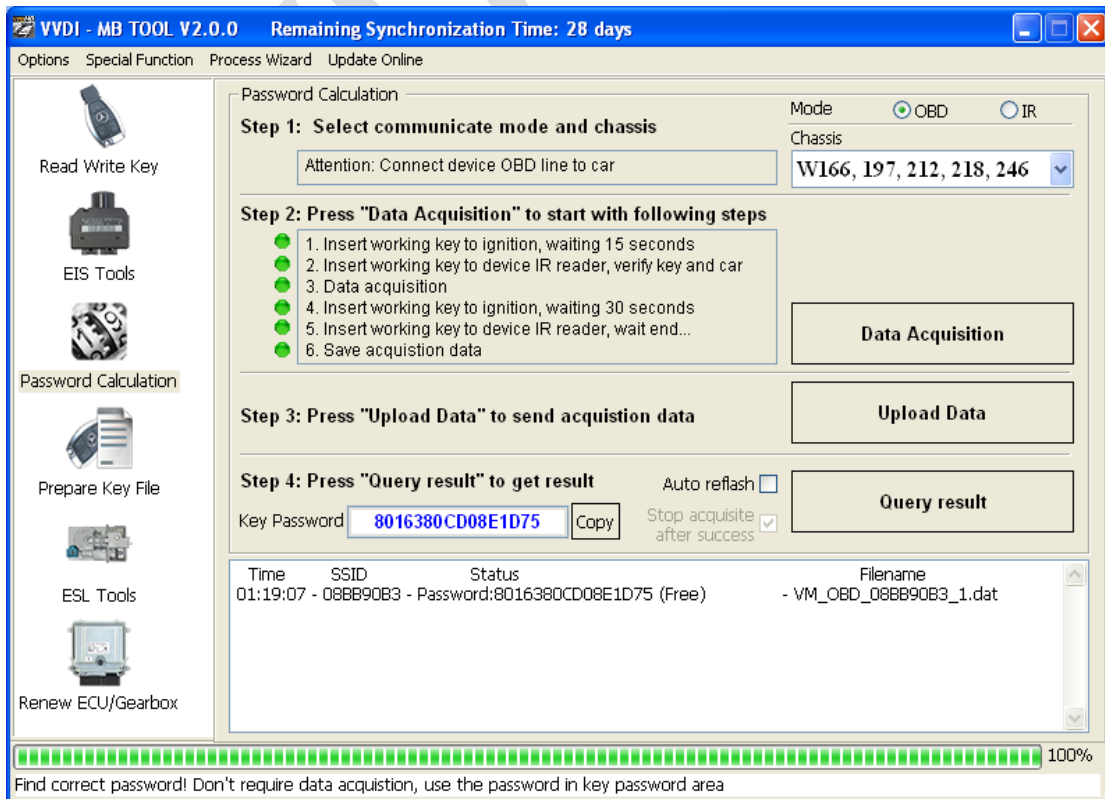 VVDI - MB TOOL V2.0.0 Remaining Synchronization Time: 28 days
Options Special Function Process Wizard Update Online
Read Write Key
EIS Tools
Password Calculation
Prepare Key File
ESL Tools
Renew ECU/Gearbox
Password Calculation
Mode OBD IR
Step 1: Select communicate mode and chassis
Chassis
Attention: Connect device OBD line to car
W166, 197, 212, 218, 246
Step 2: Press "Data Acquisition" to start with following steps
1. Insert working key to ignition, waiting 15 seconds
2. Insert working key to device IR reader, verify key and car
3. Data acquisition
4. Insert working key to ignition, waiting 30 seconds
5. Insert working key to device IR reader, wait end...
6. Save acquistion data
Data Acquisition
Step 3: Press "Upload Data" to send acquistion data
Upload Data
Step 4: Press "Query result" to get result
Auto reflash
Query result
Key Password 8016380CD08E1D75 Copy
Stop acquisite
after success
Time SSID Status Filename
01:19:07 - 08BB90B3 - Password:8016380CD08E1D75 (Free) - VM_OBD_08BB90B3_1.dat
100%
Find correct password! Don't require data acquistion, use the password in key password area